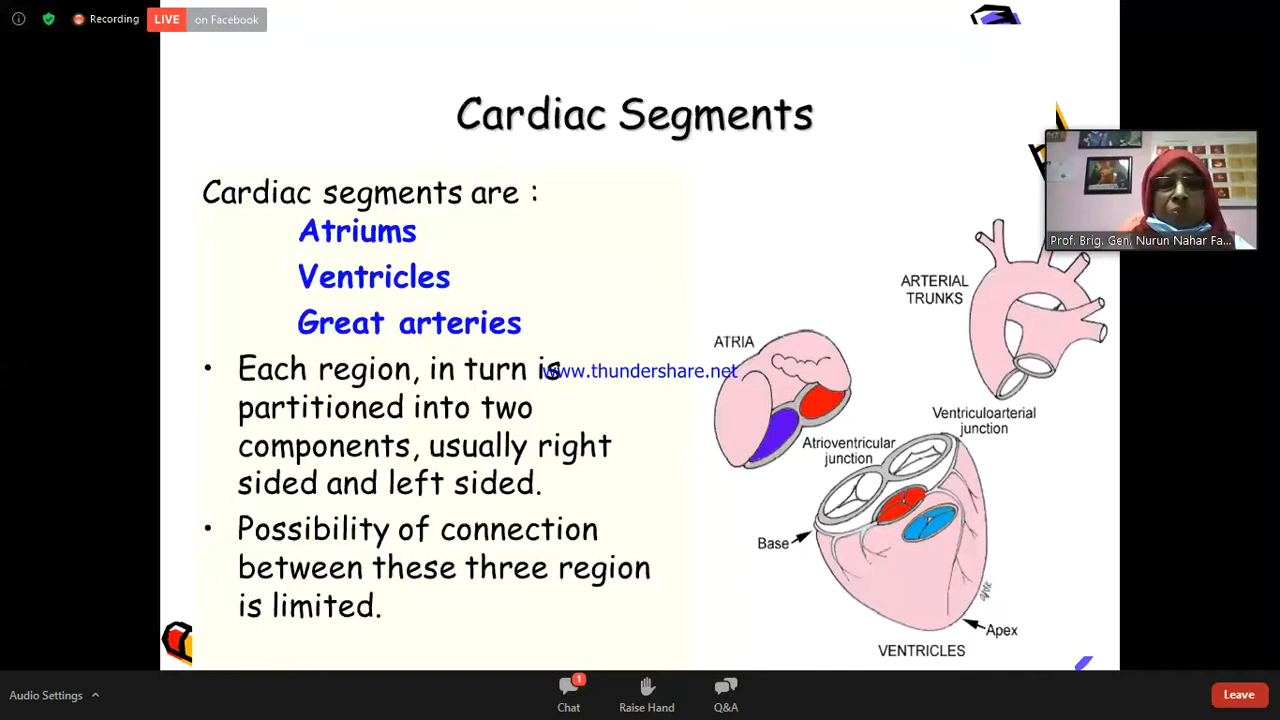 Recording
LIVE on Facebook
Cardiac Segments
Cardiac segments are :
Atriums
Ventricles
Great arteries
• Each region, in turn is
partitioned into two
components, usually right
sided and left sided.
• Possibility of connection
between these three region
is limited.
www.thundershare.net
ARTERIAL
TRUNKS
ATRIA
Ventriculoarterial
junction
Atrioventricular
junction
Base
Apex
VENTRICLES
Prof. Brig. Gen. Nurun Nahar Fa...
Audio Settings
1
Chat
Raise Hand
Q&A
Leave